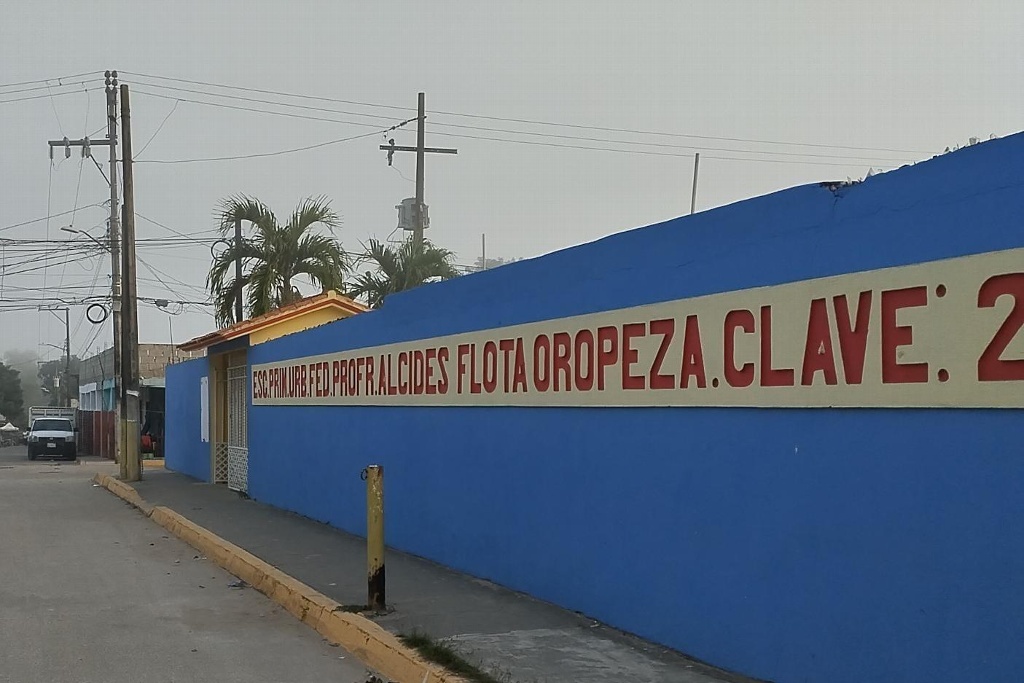 ESC.PRIM.URB.FED.PROFR.ALCIDES FLOTA OROPEZA.CLAVE: 2